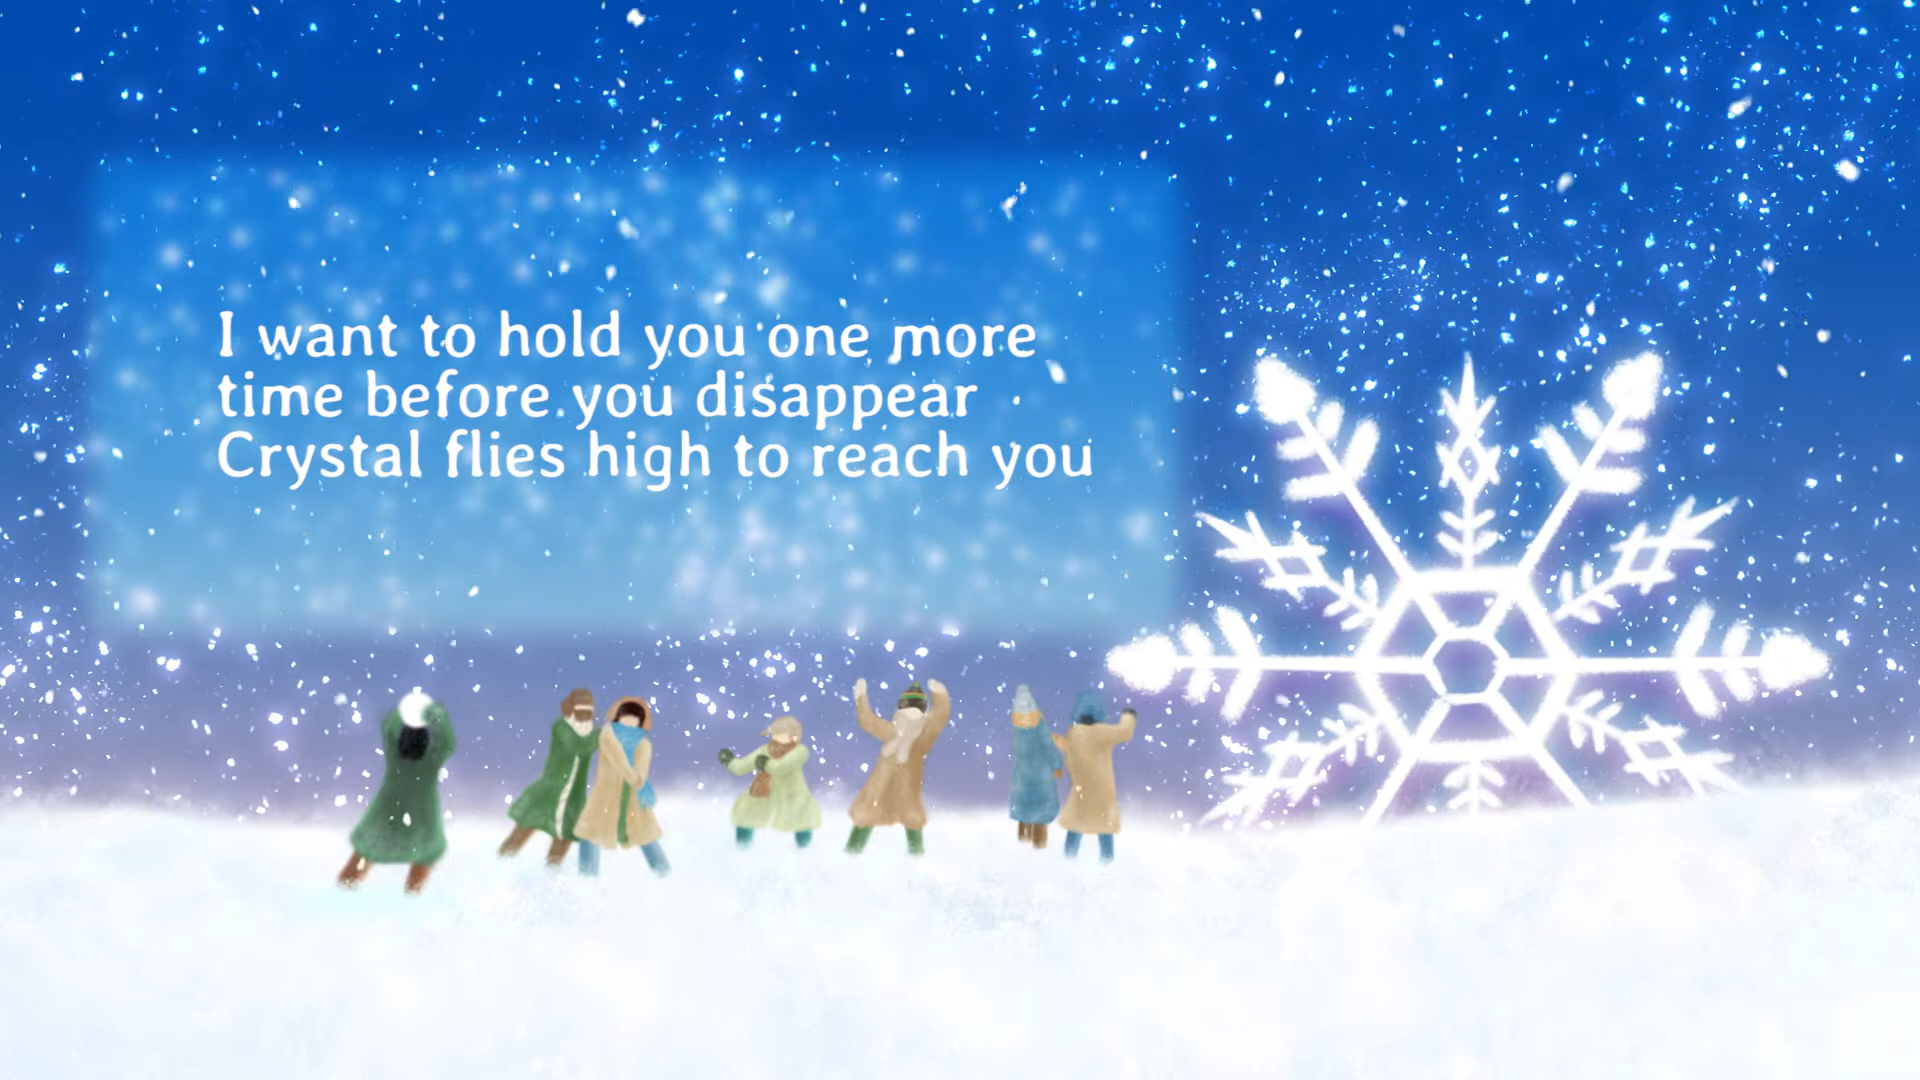 I want to hold you one more
time before you disappear
Crystal flies high to reach you